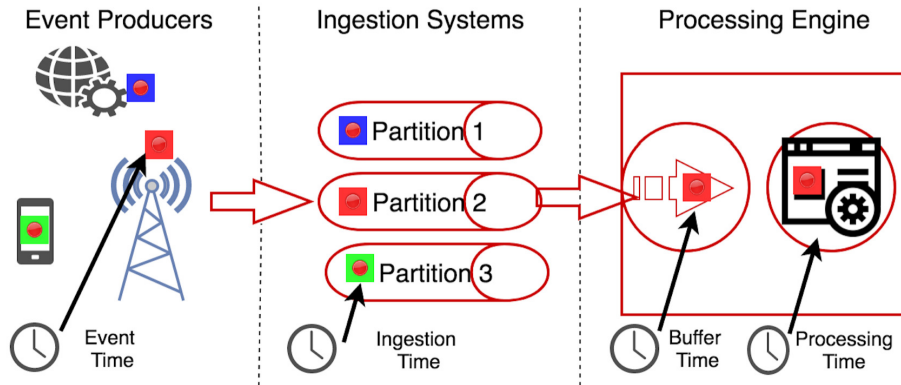 Event Producers
Ingestion Systems
Processing Engine
Partition 1
Partition 2
Partition 3
Event
Time
Ingestion
Time
Buffer
Time
Processing
Time